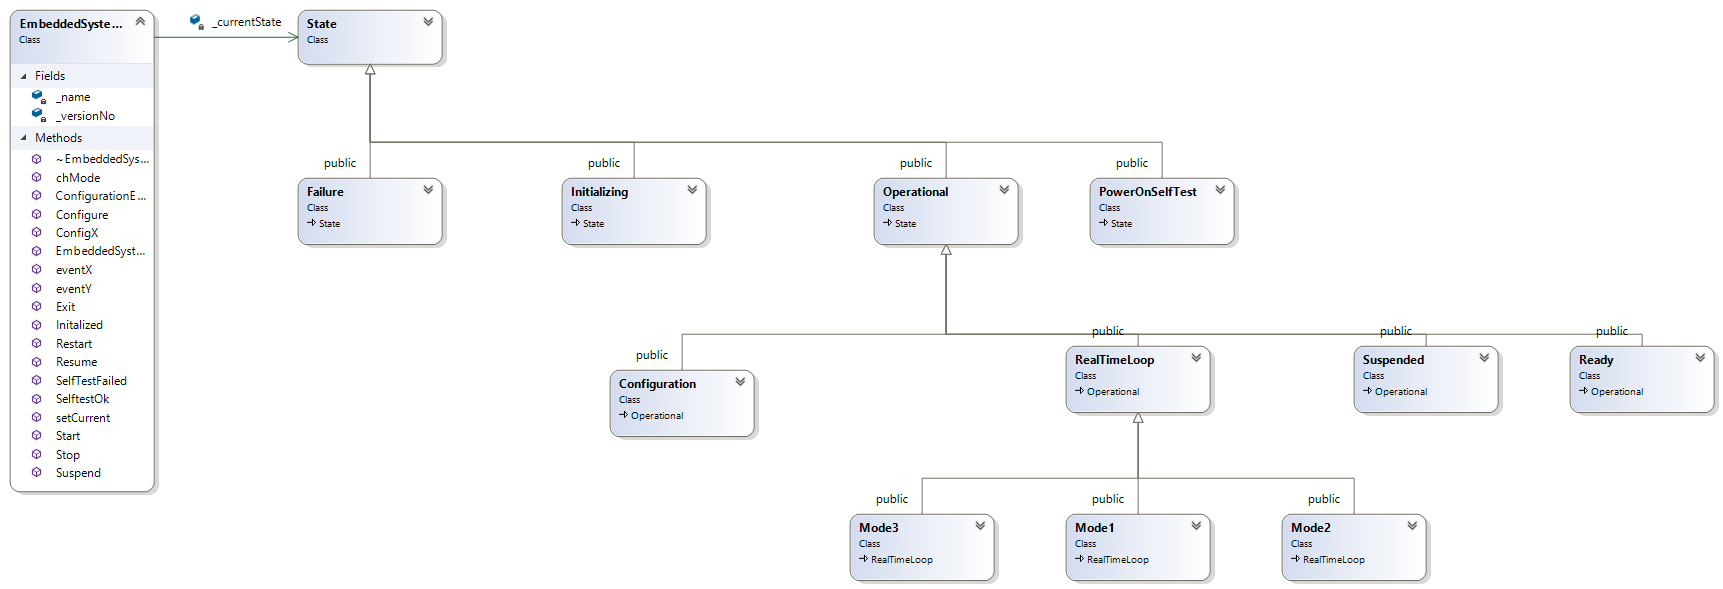 EmbeddedSyste...
Class
Fields
_name
_versionNo
Methods
~EmbeddedSys...
chMode
ConfigurationE...
Configure
ConfigX
EmbeddedSyst...
eventX
eventY
Exit
Initalized
Restart
Resume
SelfTestFailed
SelftestOk
setCurrent
Start
Stop
Suspend
_currentState
State
Class
public
public
public
public
Failure
Class
State
Initializing
Class
State
Operational
Class
State
PowerOnSelfTest
Class
State
public
public
public
public
Configuration
Class
Operational
RealTimeLoop
Class
Operational
Suspended
Class
Operational
Ready
Class
Operational
public
public
public
Mode3
Class
RealTimeLoop
Mode1
Class
RealTimeLoop
Mode2
Class
RealTimeLoop